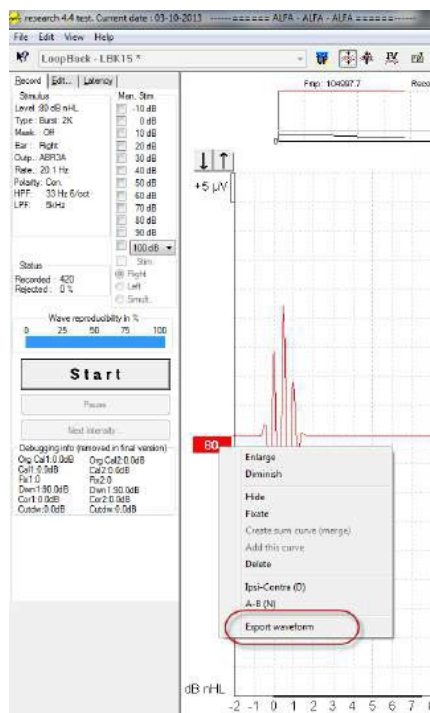 research 4.4 test. Current date : 03-10-2013 ------====== ALFA - ALFA - ALFA ======------
File Edit View Help
LoopBack - LBK15 *
Record Edit... Latency
Stimulus
Level :80 dB nHL
Type : Burst 2K
Mask: Off
Ear : Right
Outp.: ABR3A
Rate.: 20.1 Hz
Polarity: Con.
HPF: 33 Hz 6/oct
LPF: 5kHz
Man. Stim.
-10 dB
0 dB
10 dB
20 dB
30 dB
40 dB
50 dB
60 dB
70 dB
80 dB
90 dB
100 dB
Stim.
Right
Left
Simult.
Status
Recorded : 420
Rejected : 0 %
Wave reproducibilty in %
0 25 50 75 100
Start
Pause
Next Intensity
Debugging info (removed in final version)
Org Cal1:0.0dB Org Cal2:0.0dB
Cal1:0.0dB Cal2:0.0dB
Fix1:0 Fix2:0
Dwn1:90.0dB Dwn1:90.0dB
Cor1:0.0dB Cor2:0.0dB
Cutdw:0.0dB Cutdw:0.0dB
Fmp: 104997.7 Reco
0
+5 µV
80
Enlarge
Diminish
Hide
Fixate
Create sum curve (merge)
Add this curve
Delete
Ipsi-Contra (D)
A-B (N)
Export waveform
dB nHL
-2 -1 0 1 2 3 4 5 6 7